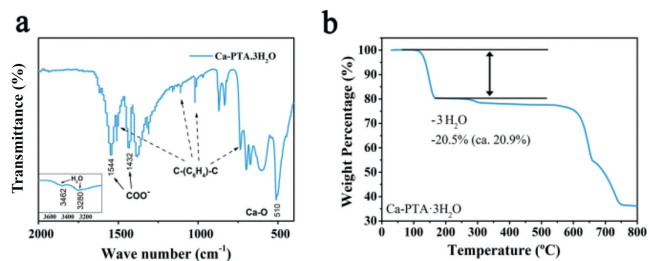 a
Ca-PTA.3H2O
Transmittance (%)
1544
1432
COO-
C-(C6H4)-C
Ca-O
510
H2O
3462
3280
3600 3400 3200
2000 1500 1000 500
Wave number (cm-1)
b
Weight Percentage (%)
100
90
80
70
60
50
40
30
-3H2O
-20.5% (ca. 20.9%)
Ca-PTA·3H2O
0 100 200 300 400 500 600 700 800
Temperature (ºC)